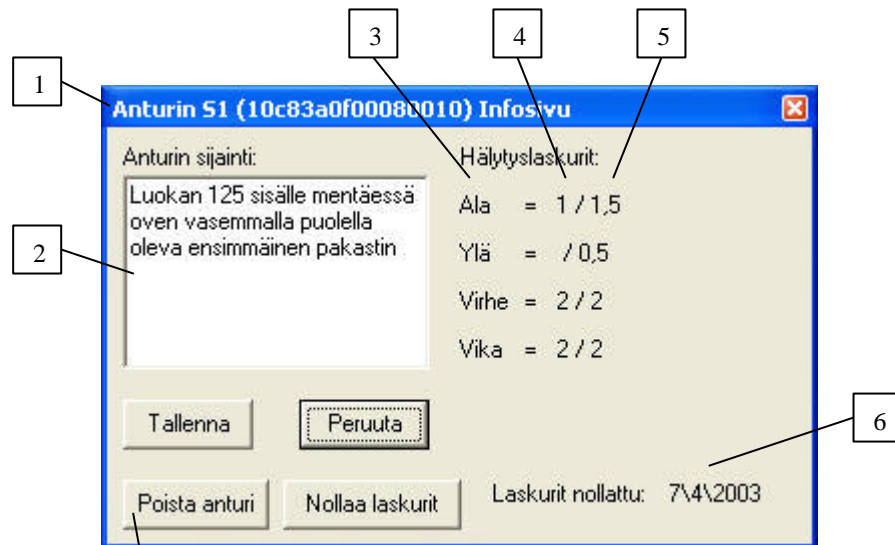 3 4 5
1
Anturin S1 (10c83a0f00080010) Infosivu
Anturin sijainti:
Luokan 125 sisälle mentäessä
oven vasemmalla puolella
oleva ensimmäinen pakastin
2
Hälytyslaskurit:
Ala = 1 / 1,5
Ylä = / 0,5
Virhe = 2 / 2
Vika = 2 / 2
Tallenna Peruuta
6
Poista anturi Nollaa laskurit Laskurit nollattu: 7\4\2003